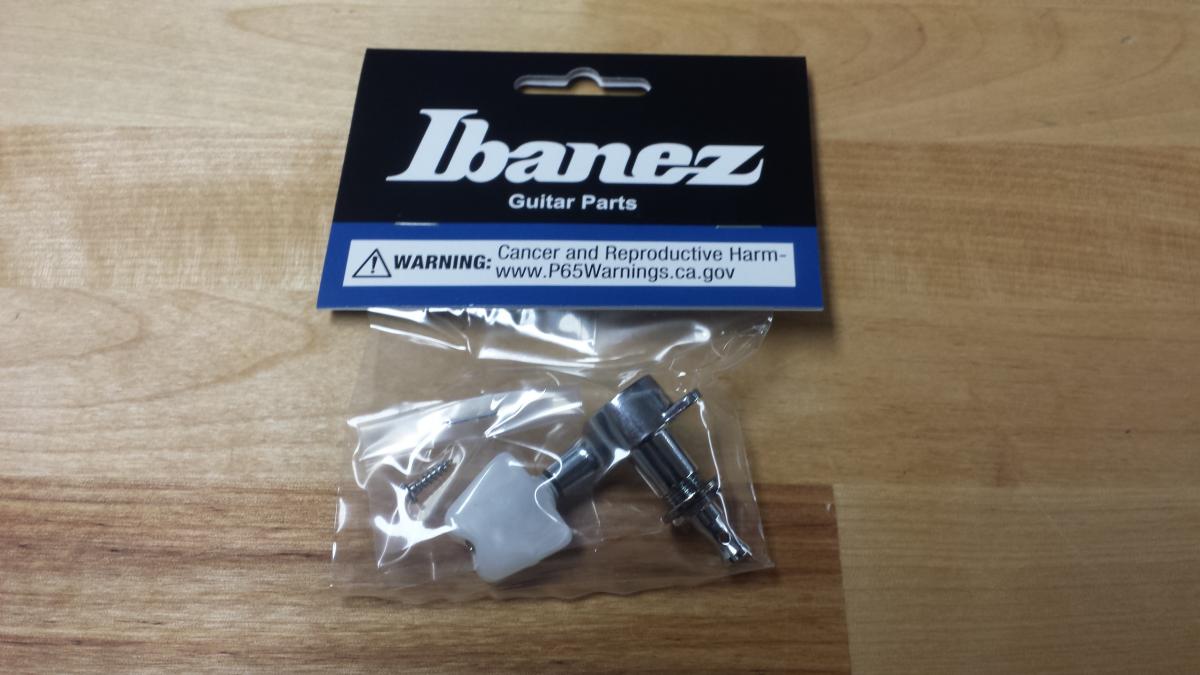 Ibanez
Guitar Parts
WARNING: Cancer and Reproductive Harm-
www.P65Warnings.ca.gov